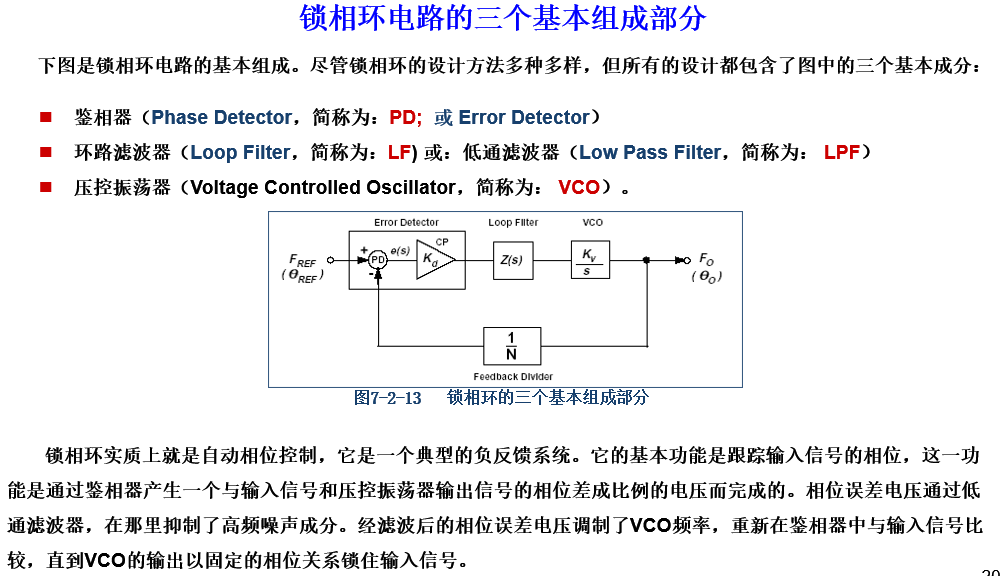 锁相环电路的三个基本组成部分
下图是锁相环电路的基本组成。尽管锁相环的设计方法多种多样，但所有的设计都包含了图中的三个基本成分：
鉴相器（Phase Detector，简称为：PD; 或 Error Detector）
环路滤波器（Loop Filter，简称为：LF) 或：低通滤波器（Low Pass Filter，简称为： LPF）
压控振荡器（Voltage Controlled Oscillator，简称为： VCO）。
Error Detector Loop Filter VCO
CP
+ e(s)
F_REF PD K_d Z(s) K_v/s F_O
(θ_REF) - (θ_O)
1/N
Feedback Divider
图7-2-13 锁相环的三个基本组成部分
锁相环实质上就是自动相位控制，它是一个典型的负反馈系统。它的基本功能是跟踪输入信号的相位，这一功
能是通过鉴相器产生一个与输入信号和压控振荡器输出信号的相位差成比例的电压而完成的。相位误差电压通过低
通滤波器，在那里抑制了高频噪声成分。经滤波后的相位误差电压调制了VCO频率，重新在鉴相器中与输入信号比
较，直到VCO的输出以固定的相位关系锁住输入信号。